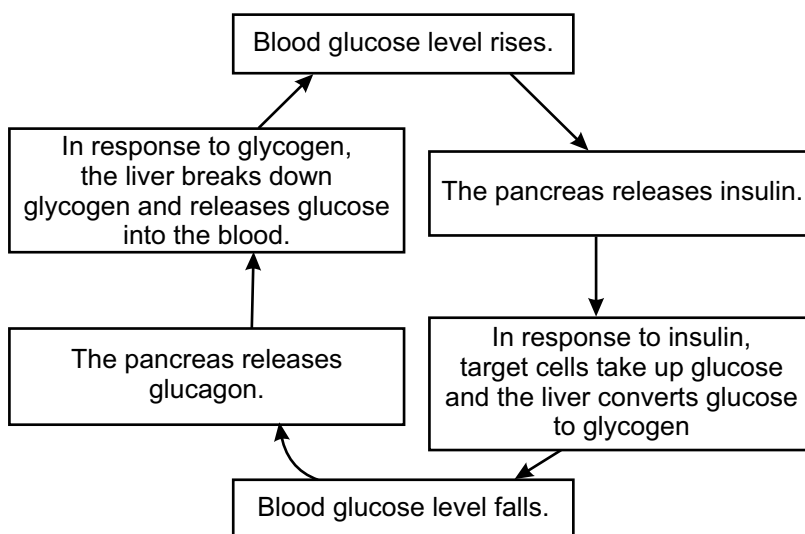 Blood glucose level rises.
The pancreas releases insulin.
In response to insulin,
target cells take up glucose
and the liver converts glucose
to glycogen
Blood glucose level falls.
The pancreas releases
glucagon.
In response to glycogen,
the liver breaks down
glycogen and releases glucose
into the blood.